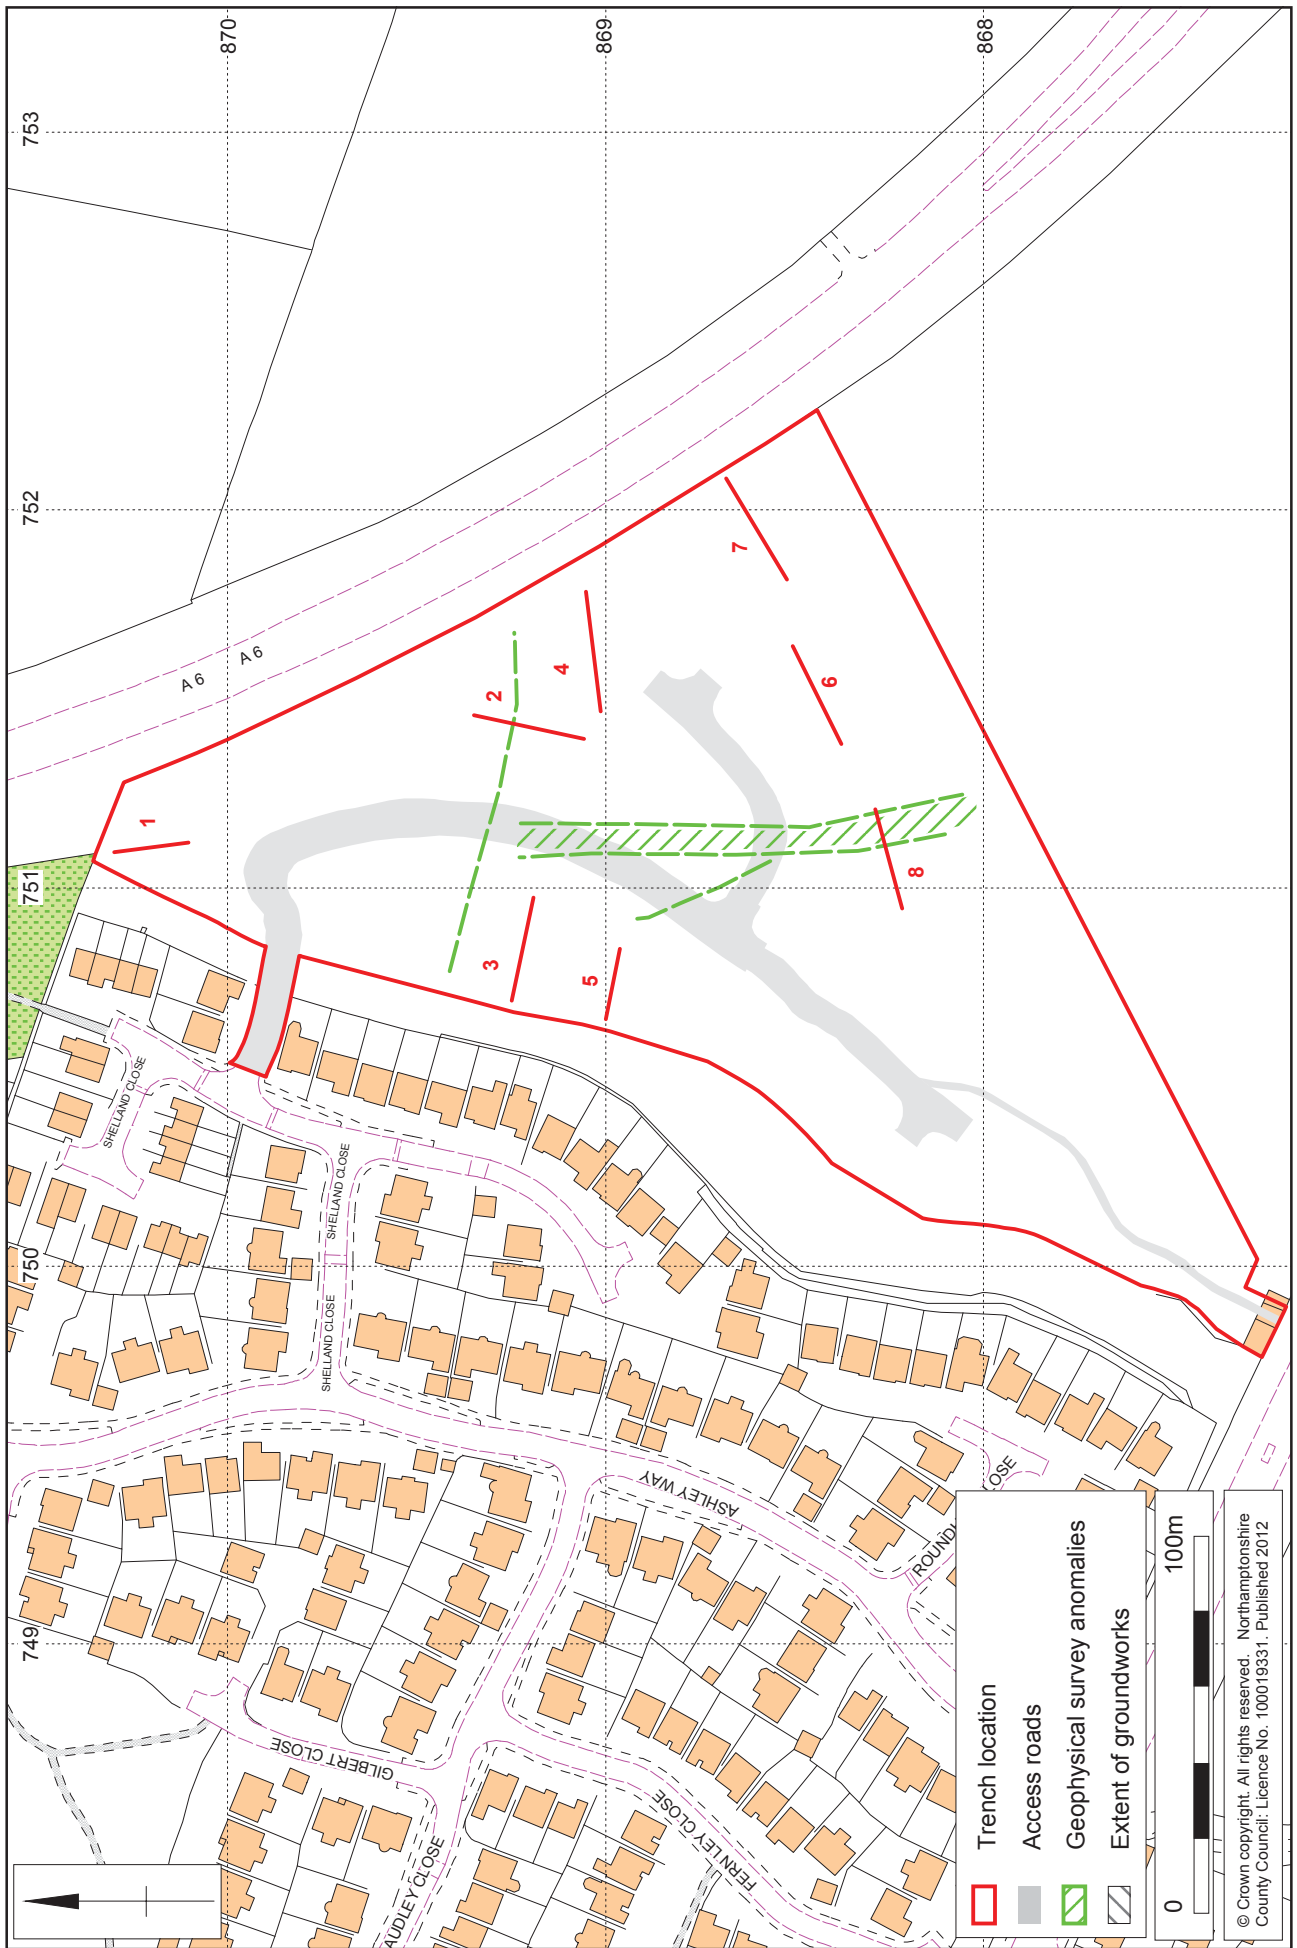 870
869
868
753
752
751
750
749
A 6
A 6
1
2
3
4
5
6
7
8
SHELLAND CLOSE
SHELLAND CLOSE
SHELLAND CLOSE
ASHLEY WAY
ROUND
OSE
GILBERT CLOSE
FERNLEY CLOSE
AUDLEY CLOSE
Trench location
Access roads
Geophysical survey anomalies
Extent of groundworks
0 100m
© Crown copyright. All rights reserved. Northamptonshire
County Council: Licence No. 100019331. Published 2012